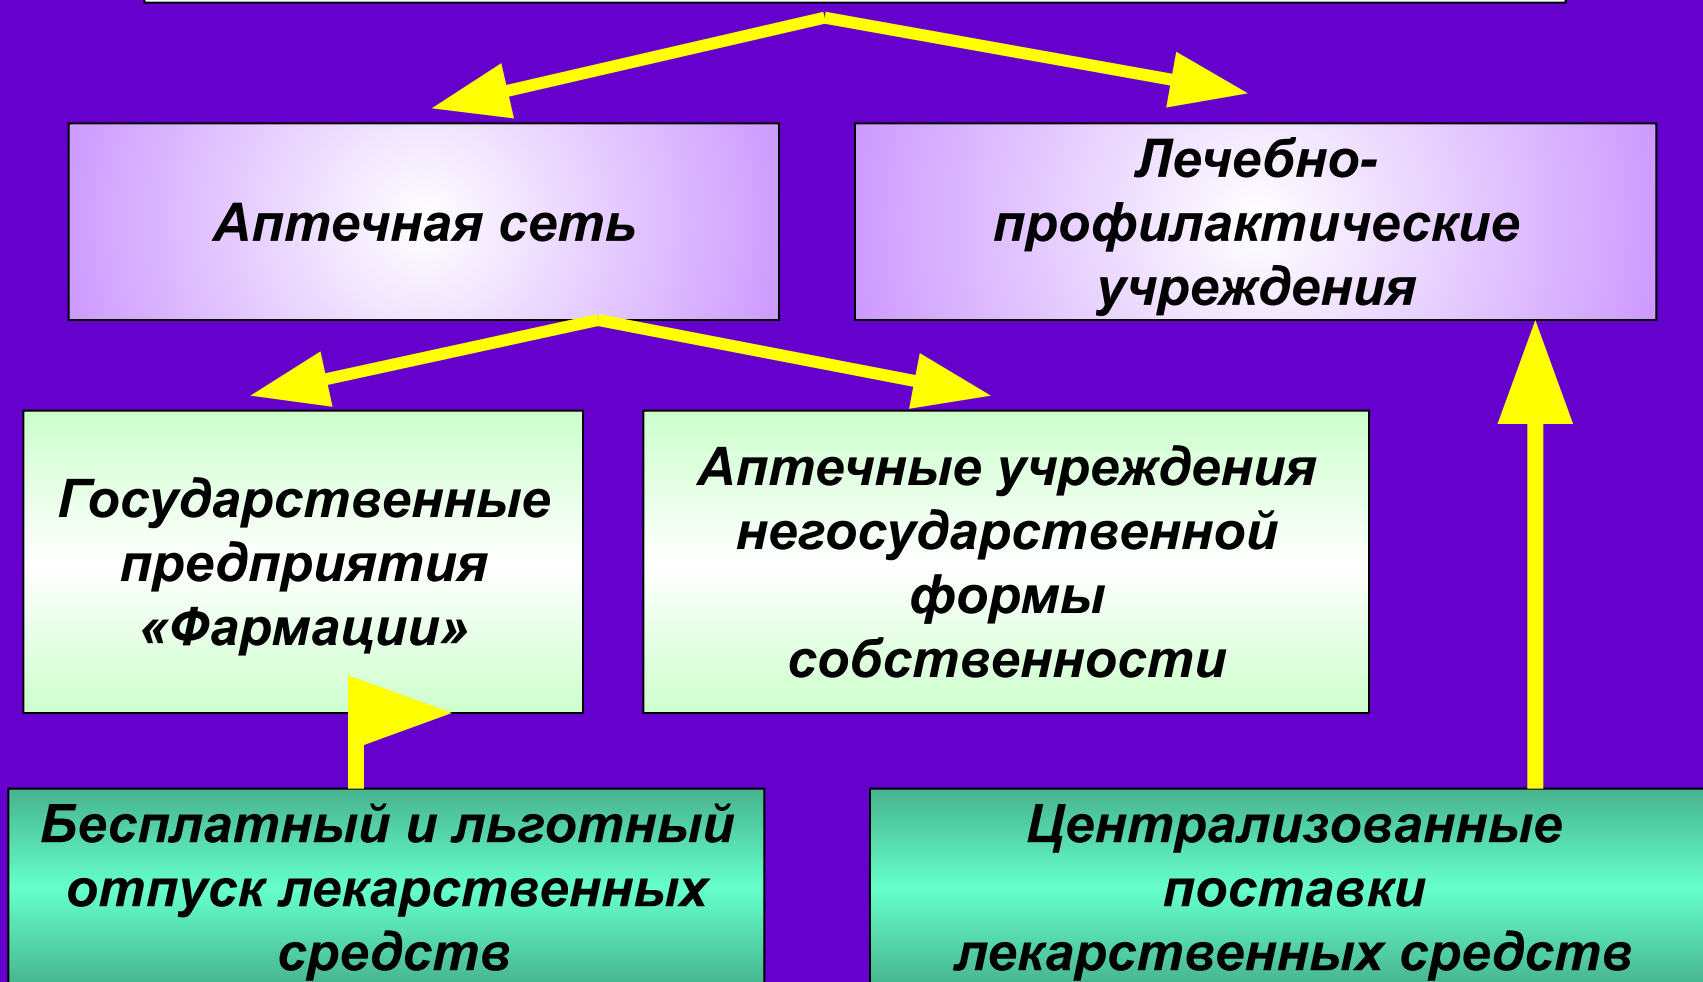 Аптечная сеть
Лечебно-
профилактические
учреждения
Государственные
предприятия
«Фармации»
Аптечные учреждения
негосударственной
формы
собственности
Бесплатный и льготный
отпуск лекарственных
средств
Централизованные
поставки
лекарственных средств